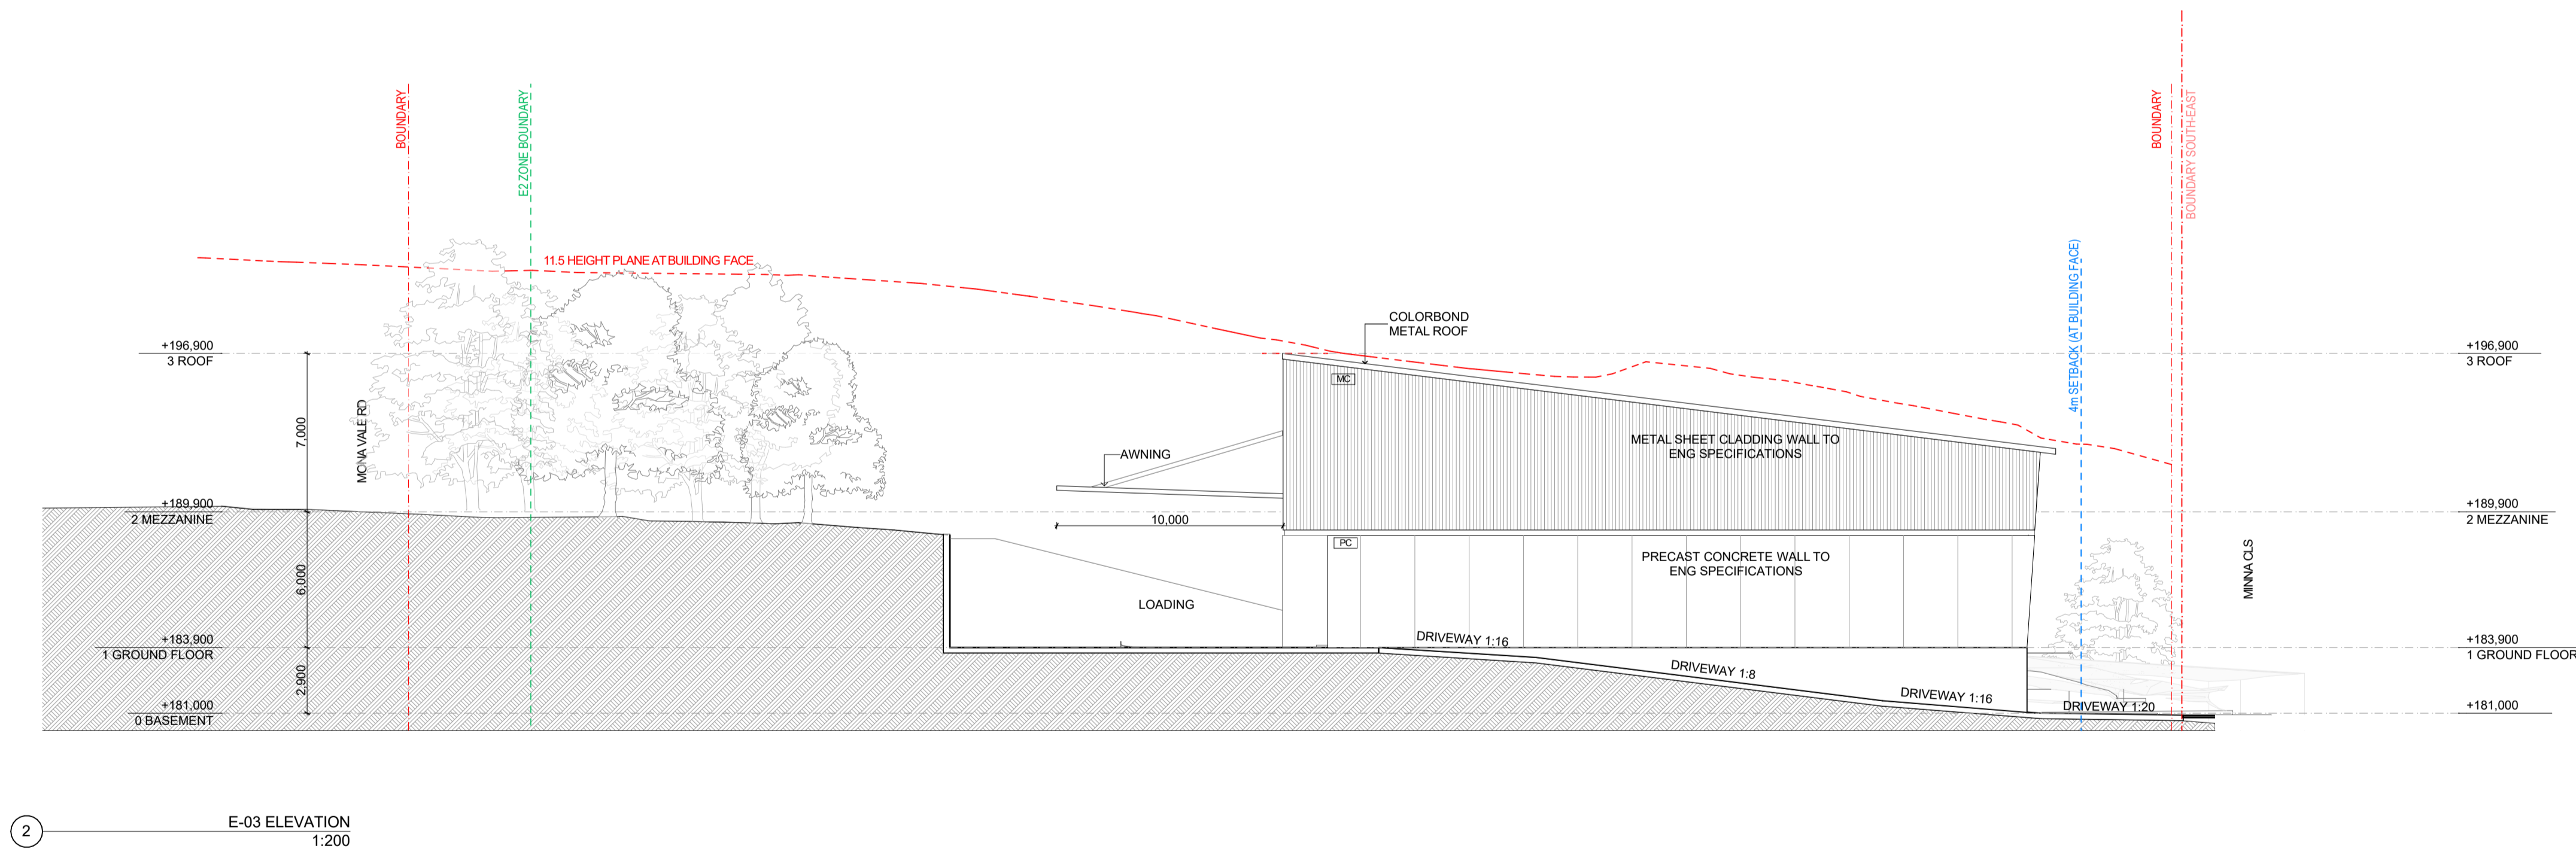 BOUNDARY
E2 ZONE BOUNDARY
BOUNDARY
BOUNDARY SOUTH-EAST
11.5 HEIGHT PLANE AT BUILDING FACE
4m SETBACK (AT BUILDING FACE)
COLORBOND
METAL ROOF
+196,900
3 ROOF
+196,900
3 ROOF
MC
7,000
MONA VALE RD
METAL SHEET CLADDING WALL TO
ENG SPECIFICATIONS
AWNING
+189,900
2 MEZZANINE
10,000
+189,900
2 MEZZANINE
PC
PRECAST CONCRETE WALL TO
ENG SPECIFICATIONS
MINNA CLS
6,000
LOADING
+183,900
1 GROUND FLOOR
DRIVEWAY 1:16
+183,900
1 GROUND FLOOR
2,900
DRIVEWAY 1:8
DRIVEWAY 1:16
DRIVEWAY 1:20
+181,000
0 BASEMENT
+181,000
2
E-03 ELEVATION
1:200